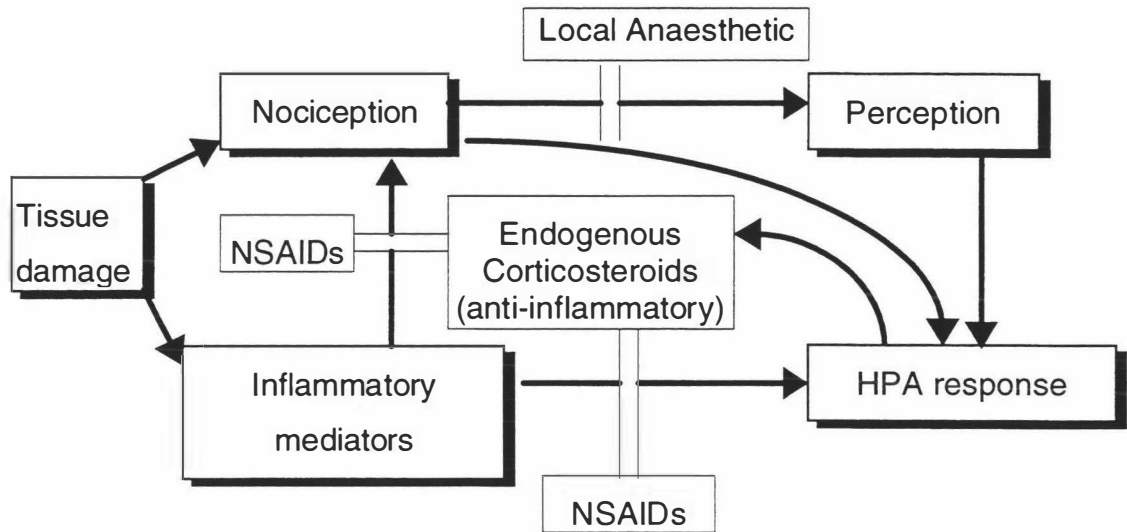 Local Anaesthetic
Nociception
Perception
Tissue
damage
NSAIDs
Endogenous
Corticosteroids
(anti-inflammatory)
Inflammatory
mediators
HPA response
NSAIDs